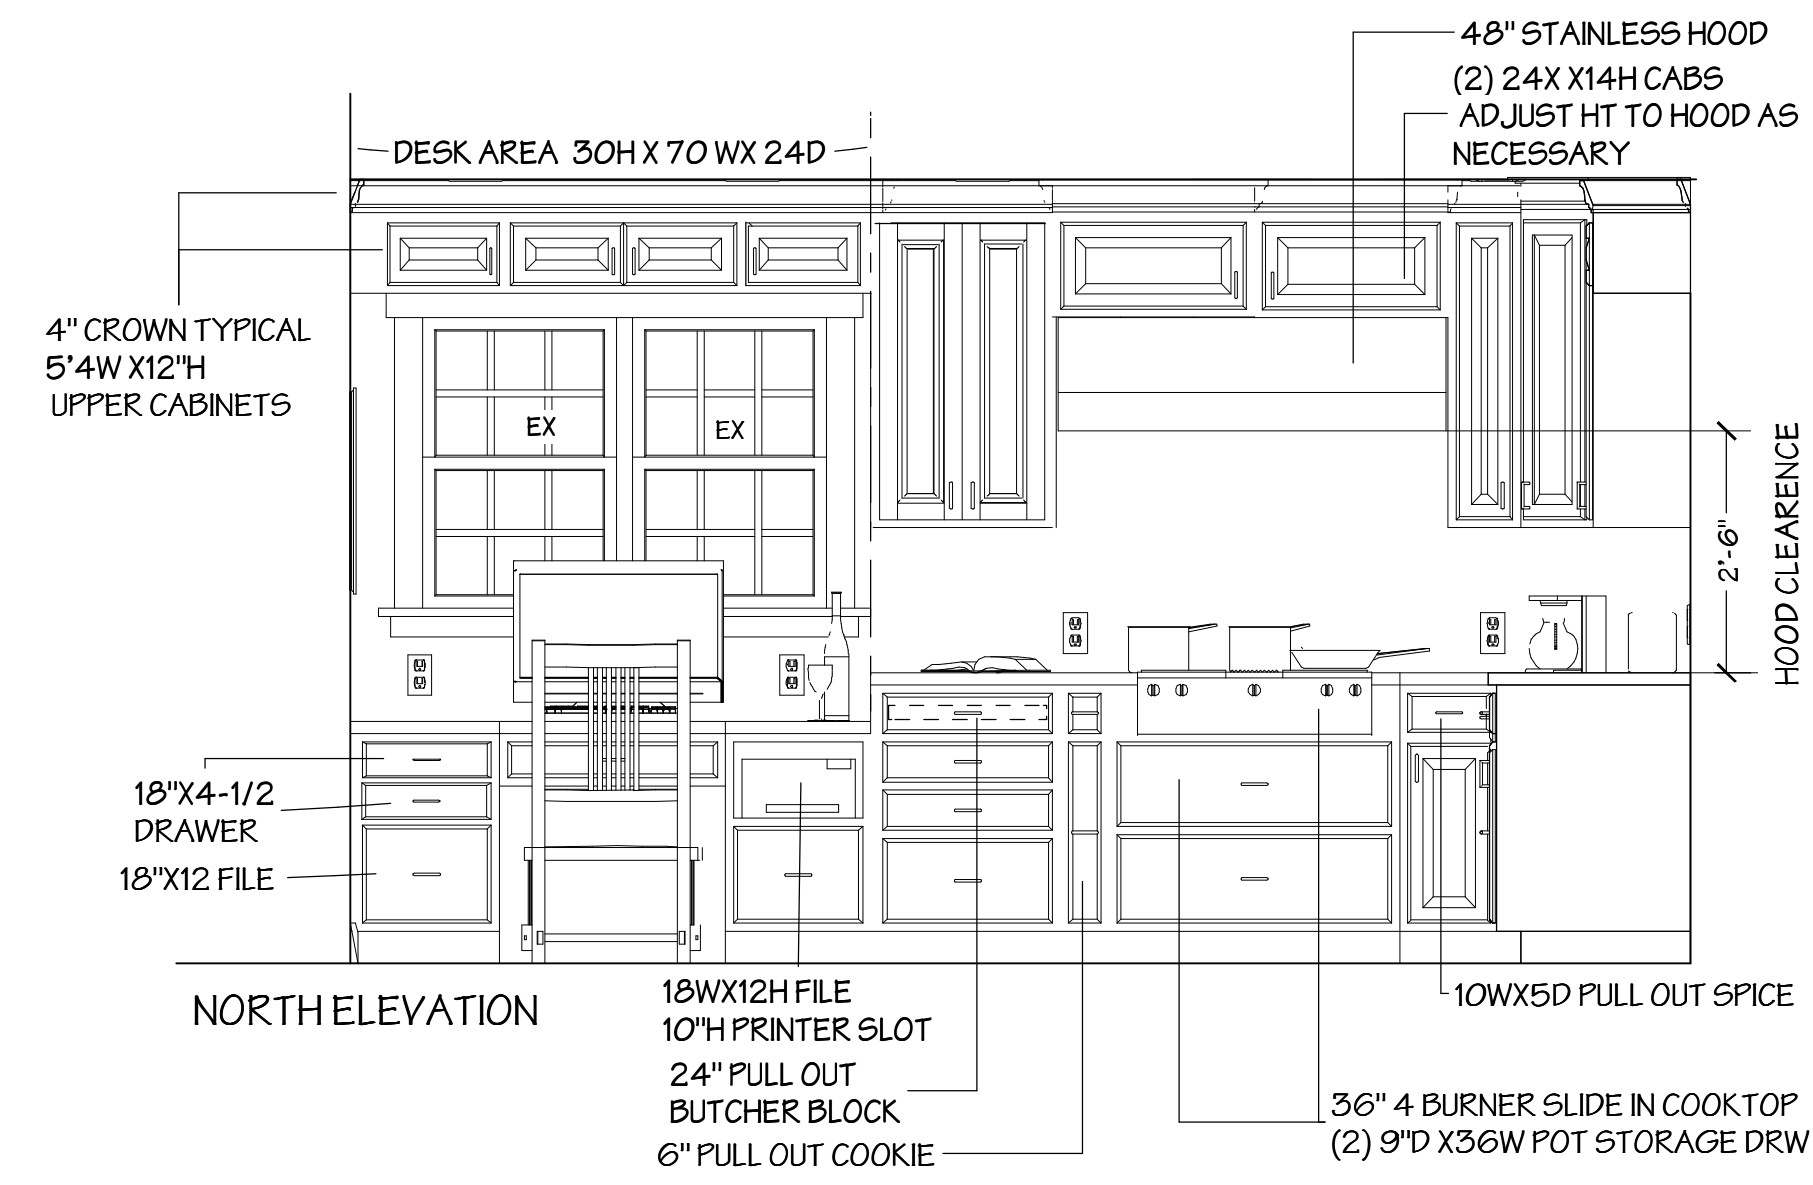 48" STAINLESS HOOD
(2) 24X X14H CABS
ADJUST HT TO HOOD AS
NECESSARY
DESK AREA 30H X 70 WX 24D
4" CROWN TYPICAL
5'4W X12"H
UPPER CABINETS
EX
EX
HOOD CLEARENCE
2'-6"
18"X4-1/2
DRAWER
18"X12 FILE
NORTH ELEVATION
18WX12H FILE
10"H PRINTER SLOT
24" PULL OUT
BUTCHER BLOCK
6" PULL OUT COOKIE
10WX5D PULL OUT SPICE
36" 4 BURNER SLIDE IN COOKTOP
(2) 9"D X36W POT STORAGE DRW